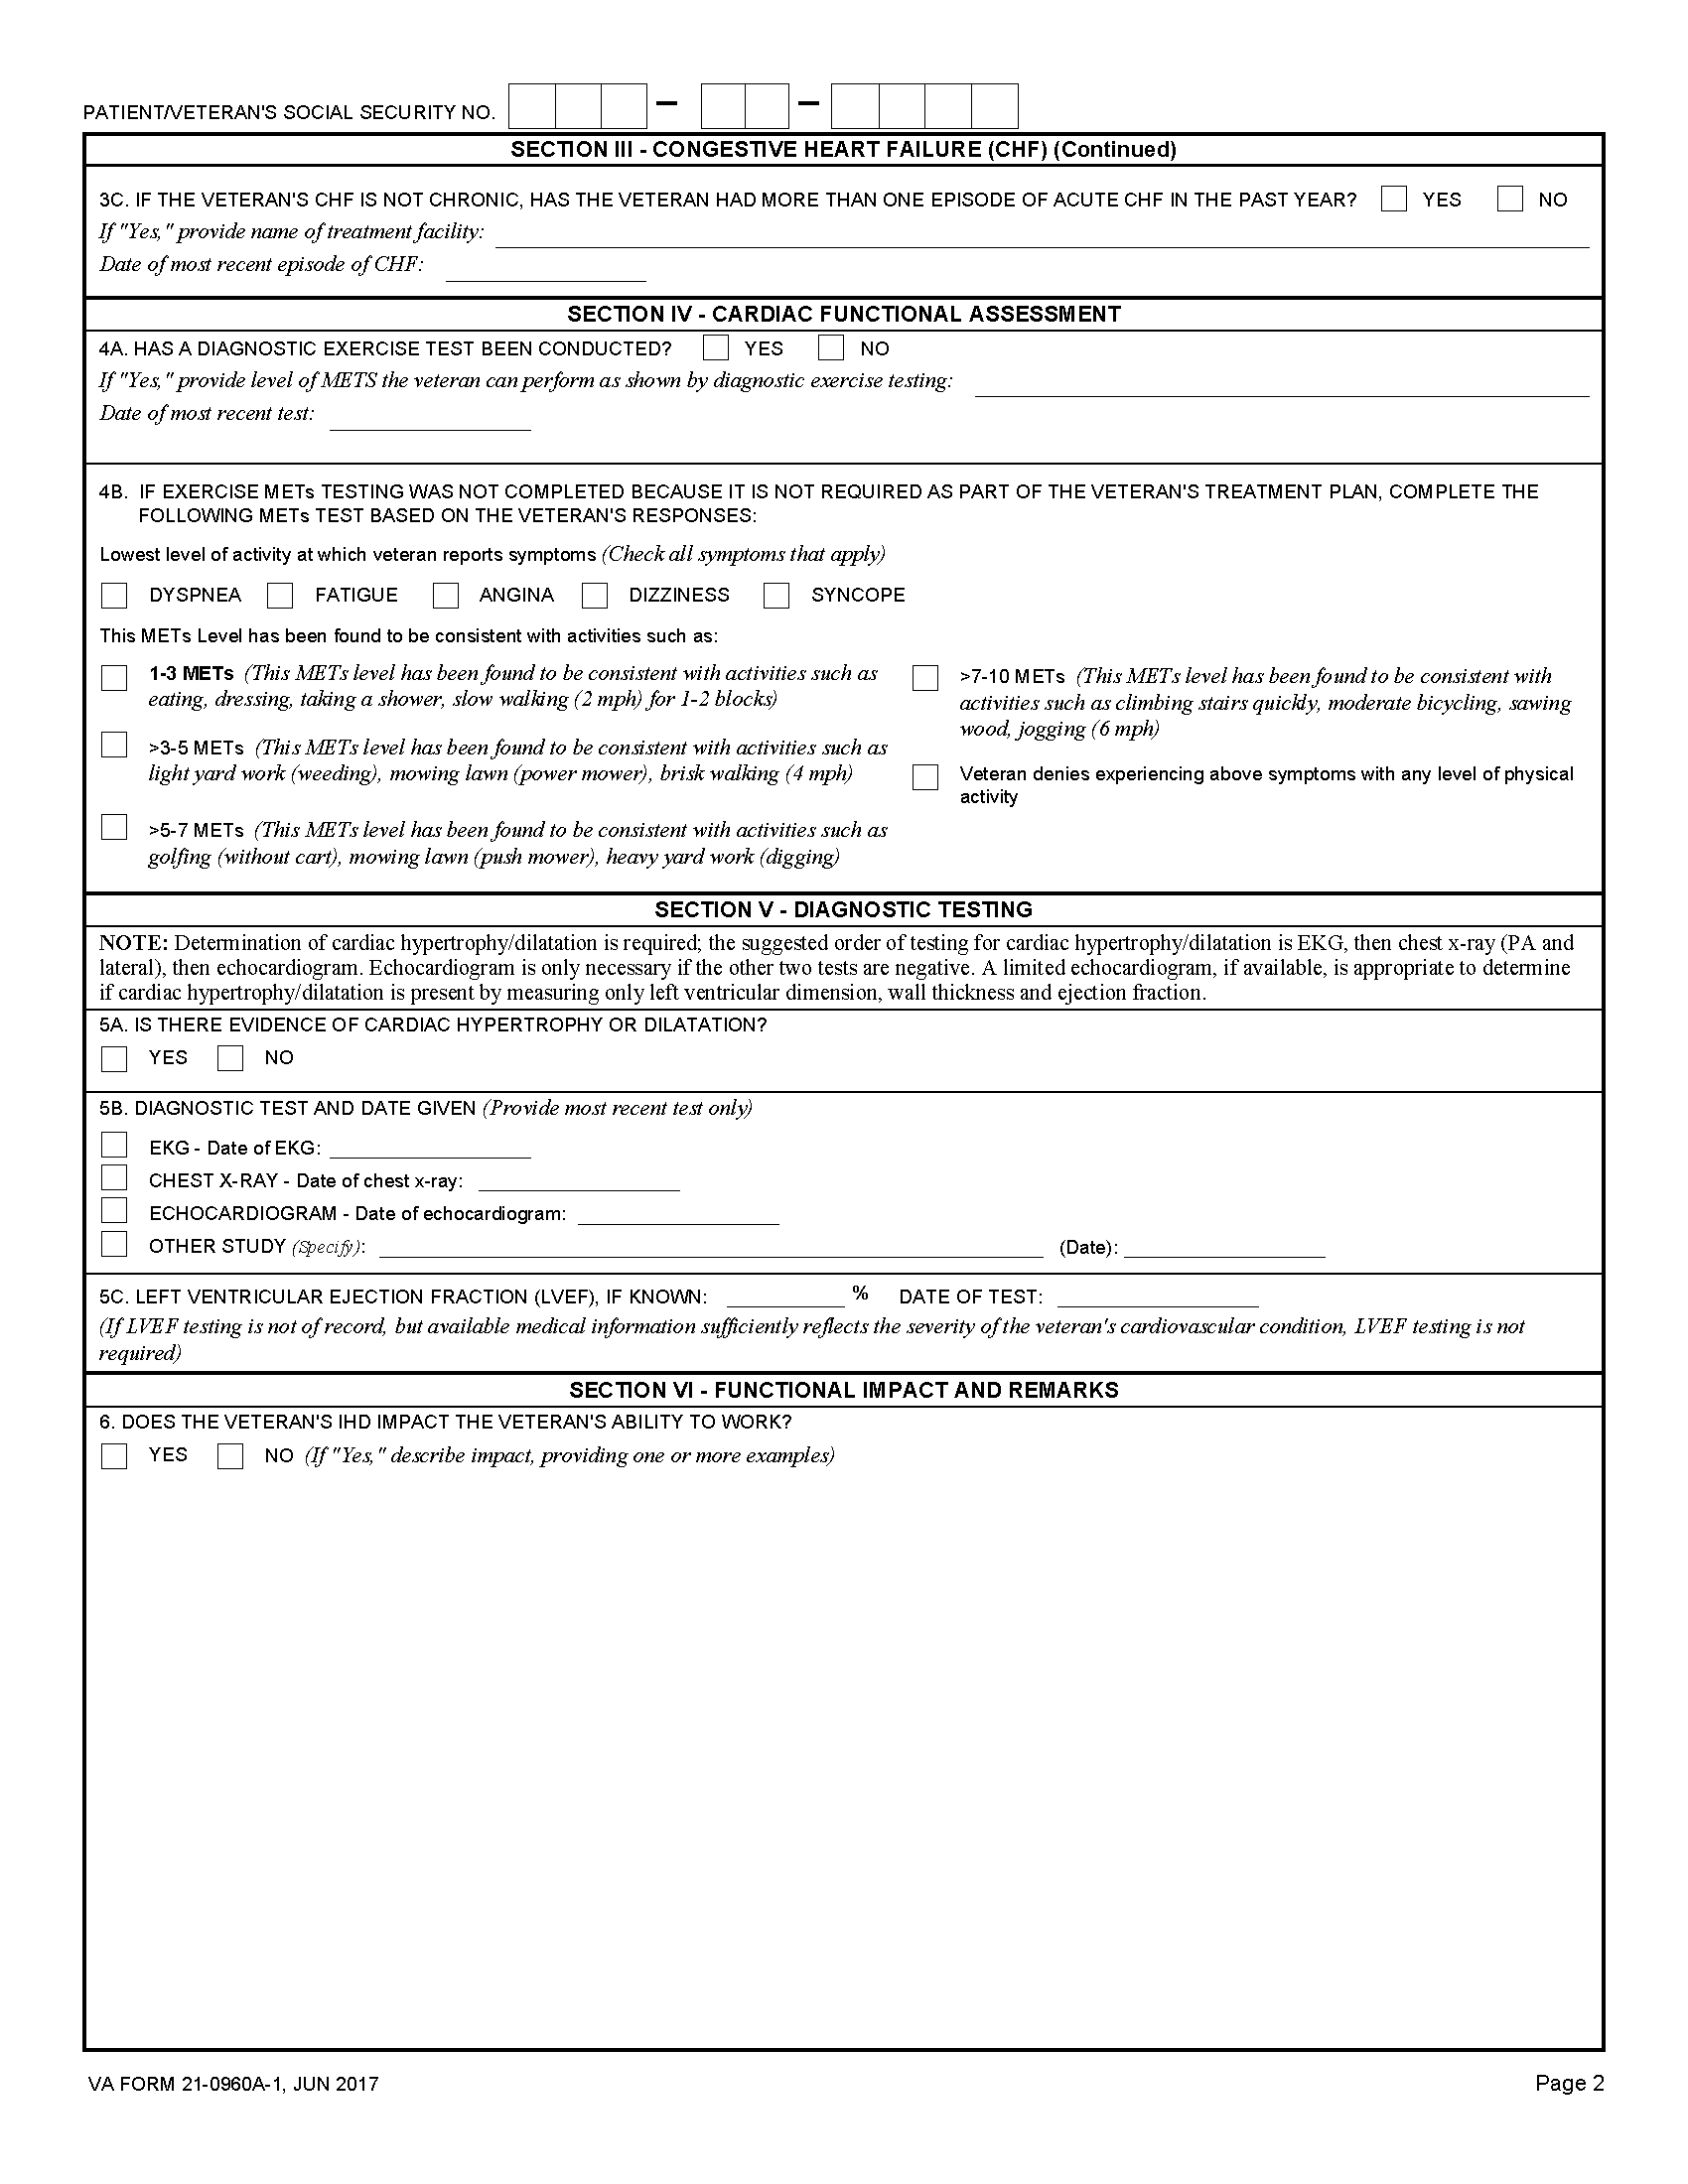 PATIENT/VETERAN'S SOCIAL SECURITY NO. – –
SECTION III - CONGESTIVE HEART FAILURE (CHF) (Continued)
3C. IF THE VETERAN'S CHF IS NOT CHRONIC, HAS THE VETERAN HAD MORE THAN ONE EPISODE OF ACUTE CHF IN THE PAST YEAR? YES NO
If "Yes," provide name of treatment facility:
Date of most recent episode of CHF:
SECTION IV - CARDIAC FUNCTIONAL ASSESSMENT
4A. HAS A DIAGNOSTIC EXERCISE TEST BEEN CONDUCTED? YES NO
If "Yes," provide level of METS the veteran can perform as shown by diagnostic exercise testing:
Date of most recent test:
4B. IF EXERCISE METs TESTING WAS NOT COMPLETED BECAUSE IT IS NOT REQUIRED AS PART OF THE VETERAN'S TREATMENT PLAN, COMPLETE THE
FOLLOWING METs TEST BASED ON THE VETERAN'S RESPONSES:
Lowest level of activity at which veteran reports symptoms (Check all symptoms that apply)
DYSPNEA FATIGUE ANGINA DIZZINESS SYNCOPE
This METs Level has been found to be consistent with activities such as:
1-3 METs (This METs level has been found to be consistent with activities such as
eating, dressing, taking a shower, slow walking (2 mph) for 1-2 blocks)
>3-5 METs (This METs level has been found to be consistent with activities such as
light yard work (weeding), mowing lawn (power mower), brisk walking (4 mph)
>5-7 METs (This METs level has been found to be consistent with activities such as
golfing (without cart), mowing lawn (push mower), heavy yard work (digging)
>7-10 METs (This METs level has been found to be consistent with
activities such as climbing stairs quickly, moderate bicycling, sawing
wood, jogging (6 mph)
Veteran denies experiencing above symptoms with any level of physical
activity
SECTION V - DIAGNOSTIC TESTING
NOTE: Determination of cardiac hypertrophy/dilatation is required; the suggested order of testing for cardiac hypertrophy/dilatation is EKG, then chest x-ray (PA and
lateral), then echocardiogram. Echocardiogram is only necessary if the other two tests are negative. A limited echocardiogram, if available, is appropriate to determine
if cardiac hypertrophy/dilatation is present by measuring only left ventricular dimension, wall thickness and ejection fraction.
5A. IS THERE EVIDENCE OF CARDIAC HYPERTROPHY OR DILATATION?
YES NO
5B. DIAGNOSTIC TEST AND DATE GIVEN (Provide most recent test only)
EKG - Date of EKG:
CHEST X-RAY - Date of chest x-ray:
ECHOCARDIOGRAM - Date of echocardiogram:
OTHER STUDY (Specify): (Date):
5C. LEFT VENTRICULAR EJECTION FRACTION (LVEF), IF KNOWN: % DATE OF TEST:
(If LVEF testing is not of record, but available medical information sufficiently reflects the severity of the veteran's cardiovascular condition, LVEF testing is not
required)
SECTION VI - FUNCTIONAL IMPACT AND REMARKS
6. DOES THE VETERAN'S IHD IMPACT THE VETERAN'S ABILITY TO WORK?
YES NO (If "Yes," describe impact, providing one or more examples)
VA FORM 21-0960A-1, JUN 2017
Page 2